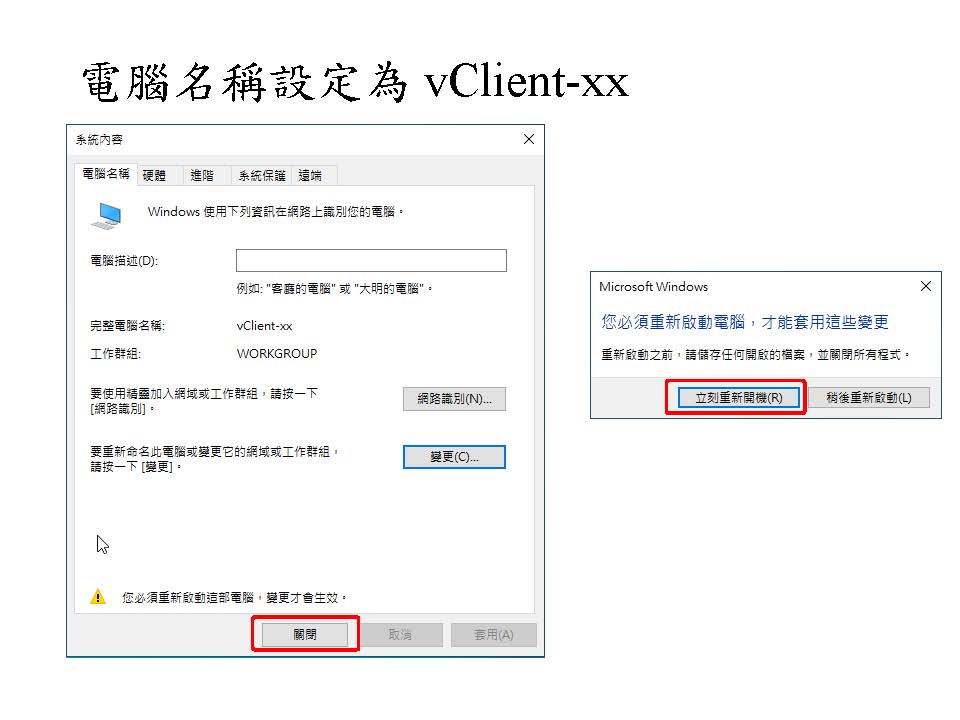 電腦名稱設定為 vClient-xx
系統內容
電腦名稱 硬體 進階 系統保護 遠端
Windows 使用下列資訊在網路上識別您的電腦。
電腦描述(D):
例如: "客廳的電腦" 或 "大明的電腦"。
完整電腦名稱: vClient-xx
工作群組: WORKGROUP
要使用精靈加入網域或工作群組，請按一下
[網路識別]。
網路識別(N)...
要重新命名此電腦或變更它的網域或工作群組，
請按一下 [變更]。
變更(C)...
您必須重新啟動這部電腦，變更才會生效。
關閉 取消 套用(A)
Microsoft Windows
您必須重新啟動電腦，才能套用這些變更
重新啟動之前，請儲存任何開啟的檔案，並關閉所有程式。
立刻重新開機(R) 稍後重新啟動(L)